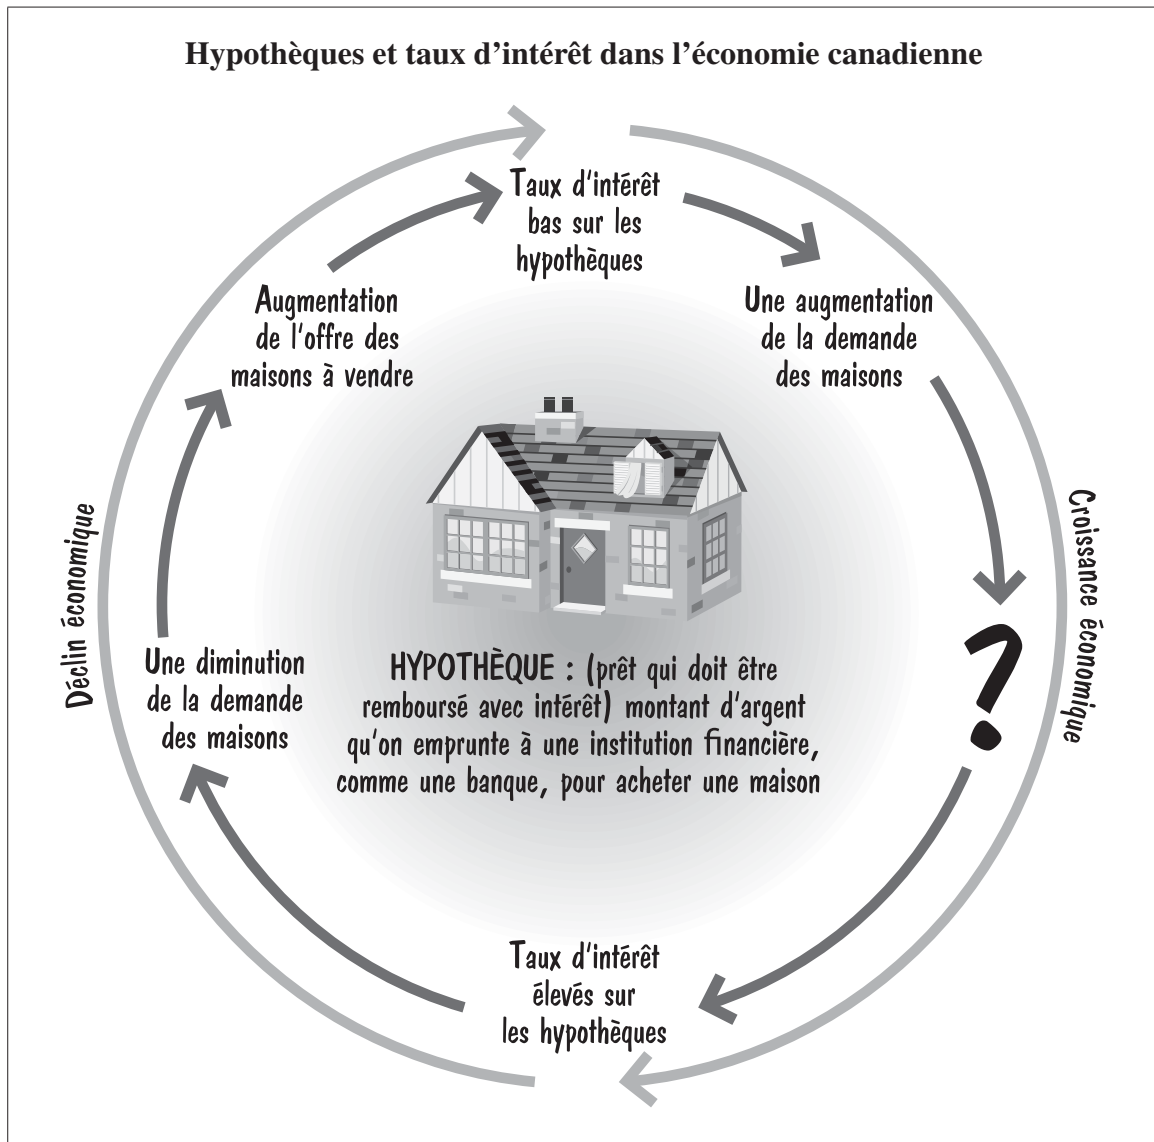 Hypothèques et taux d'intérêt dans l'économie canadienne
Taux d'intérêt
bas sur les
hypothèques
Une augmentation
de la demande
des maisons
?
Croissance économique
Taux d'intérêt
élevés sur
les hypothèques
Une diminution
de la demande
des maisons
Déclin économique
Augmentation
de l'offre des
maisons à vendre
HYPOTHÈQUE : (prêt qui doit être
remboursé avec intérêt) montant d'argent
qu'on emprunte à une institution financière,
comme une banque, pour acheter une maison